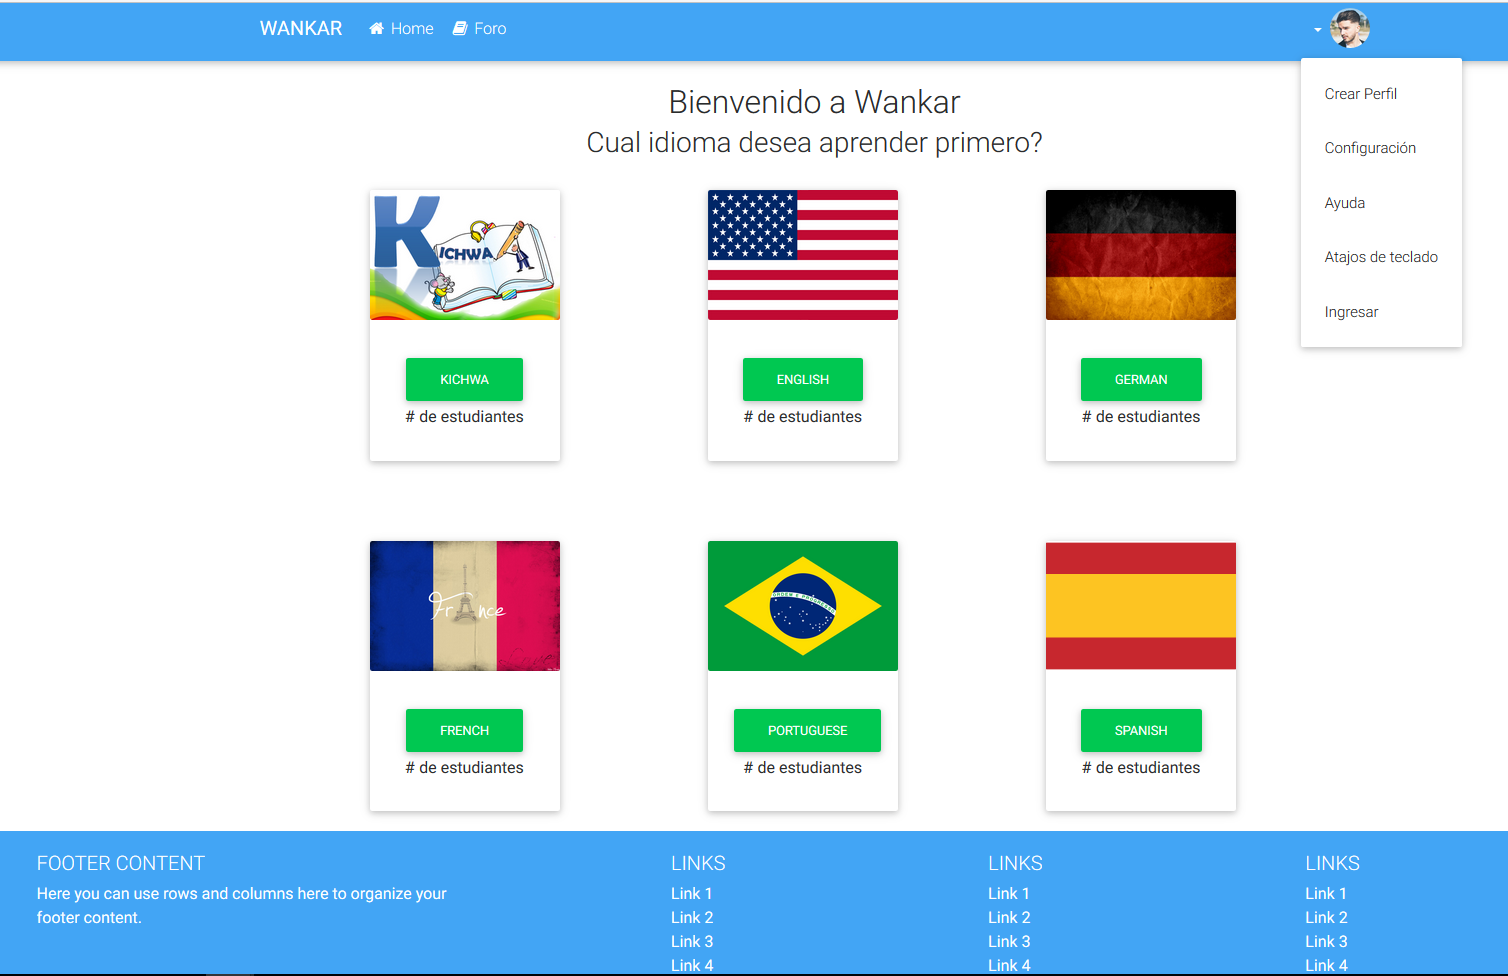 WANKAR Home Foro
Crear Perfil
Configuración
Ayuda
Atajos de teclado
Ingresar
Bienvenido a Wankar
Cual idioma desea aprender primero?
KICHWA
KICHWA
# de estudiantes
ENGLISH
# de estudiantes
GERMAN
# de estudiantes
France
FRENCH
# de estudiantes
ORDEM E PROGRESSO
PORTUGUESE
# de estudiantes
SPANISH
# de estudiantes
FOOTER CONTENT
Here you can use rows and columns here to organize your
footer content.
LINKS
Link 1
Link 2
Link 3
Link 4
LINKS
Link 1
Link 2
Link 3
Link 4
LINKS
Link 1
Link 2
Link 3
Link 4